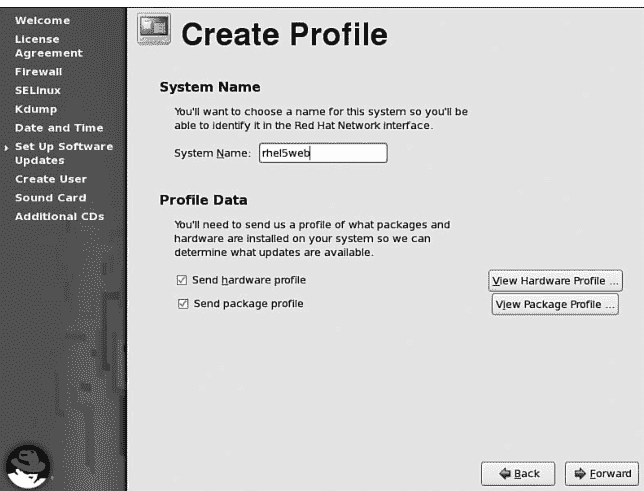 Welcome
License
Agreement
Firewall
SELinux
Kdump
Date and Time
Set Up Software
Updates
Create User
Sound Card
Additional CDs
Create Profile
System Name
You'll want to choose a name for this system so you'll be
able to identify it in the Red Hat Network interface.
System Name: rhel5web
Profile Data
You'll need to send us a profile of what packages and
hardware are installed on your system so we can
determine what updates are available.
Send hardware profile
View Hardware Profile ...
Send package profile
View Package Profile ...
Back
Forward